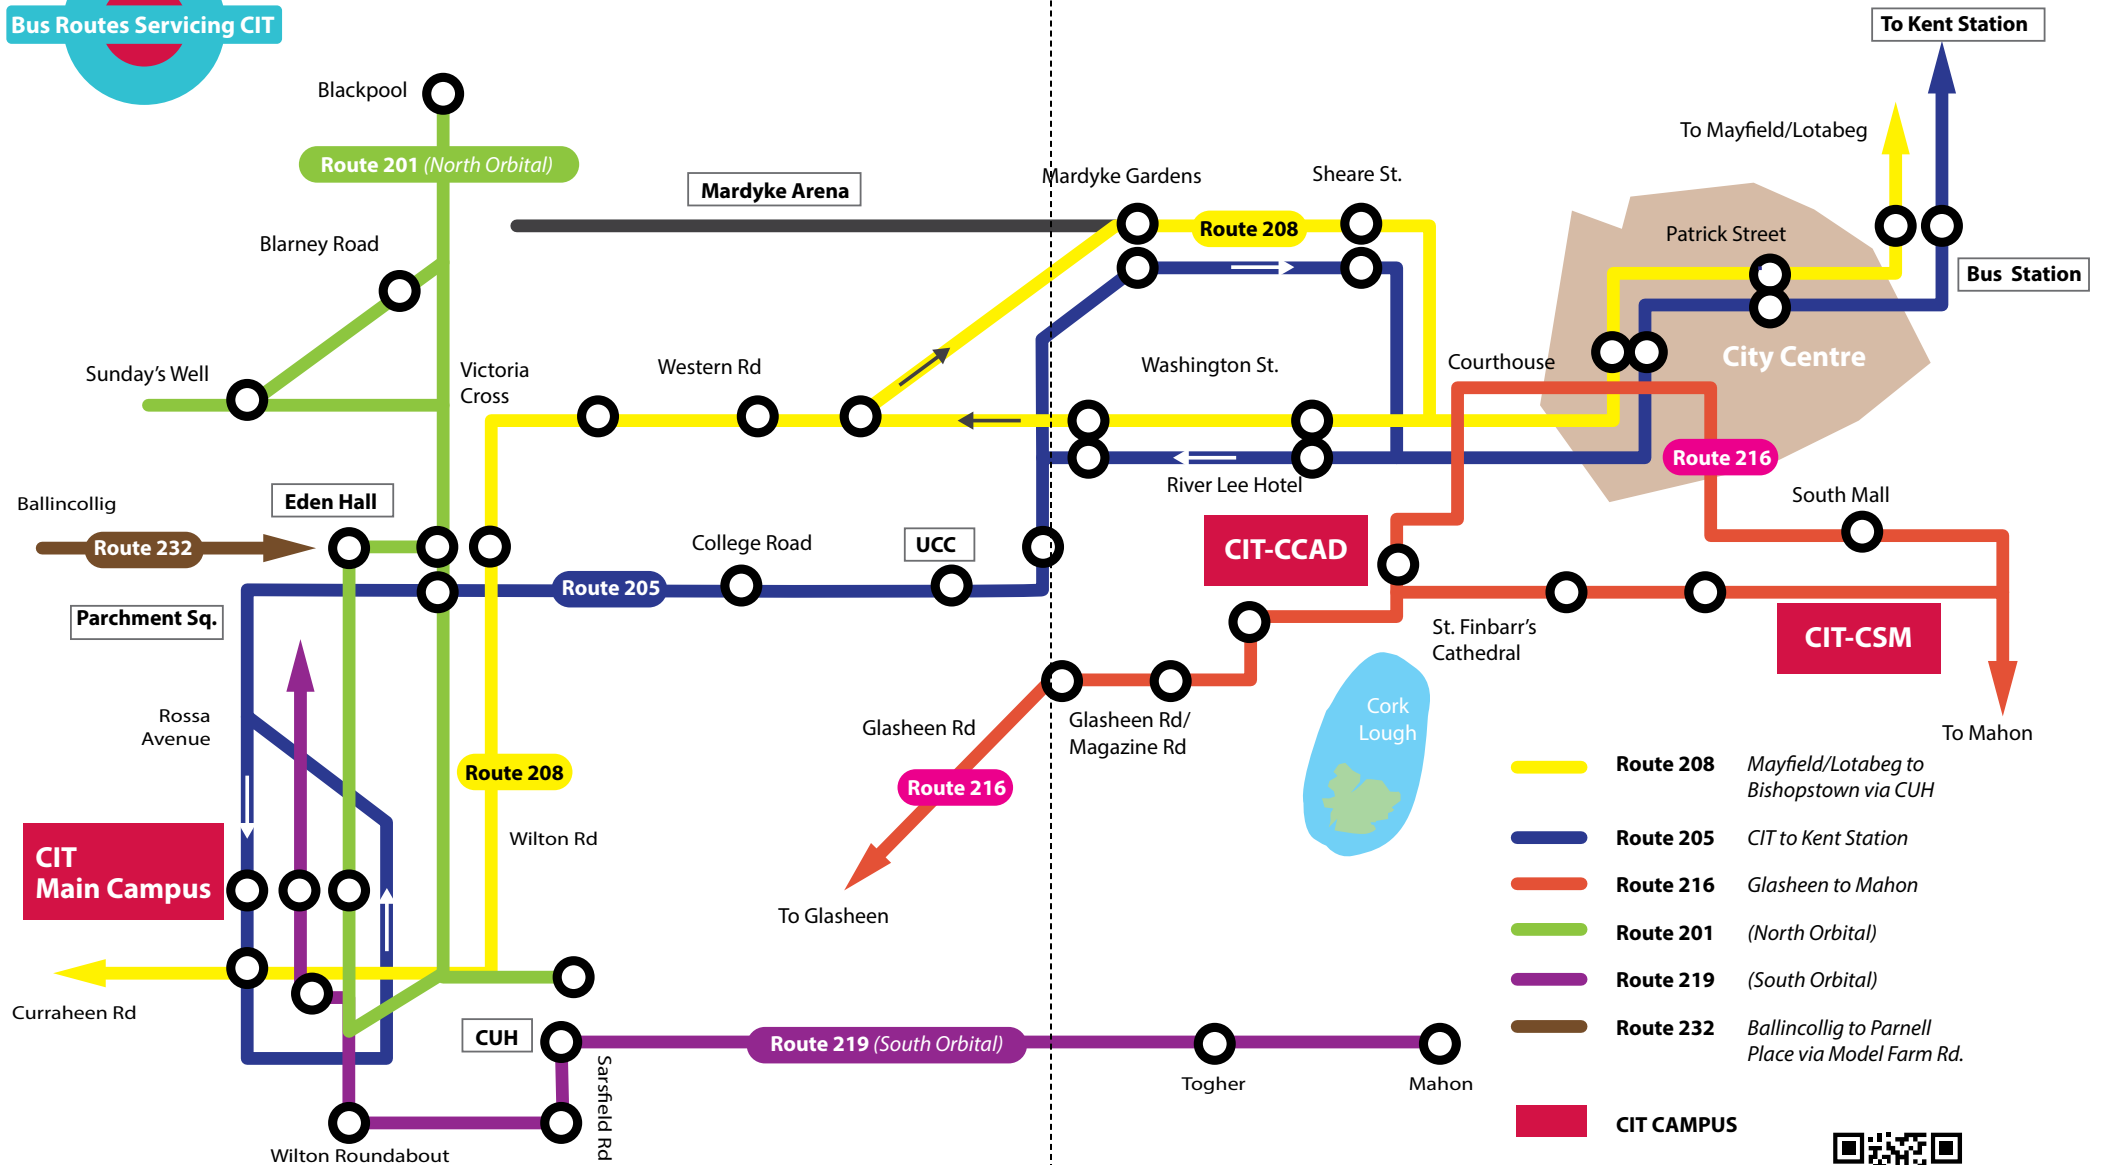 Bus Routes Servicing CIT
To Kent Station
Blackpool
To Mayfield/Lotabeg
Route 201 (North Orbital)
Mardyke Arena
Mardyke Gardens
Sheare St.
Route 208
Blarney Road
Patrick Street
Bus Station
Sunday's Well
Victoria
Cross
Western Rd
Washington St.
Courthouse
City Centre
Route 216
River Lee Hotel
South Mall
Ballincollig
Eden Hall
Route 232
College Road
UCC
CIT-CCAD
Route 205
Parchment Sq.
St. Finbarr's
Cathedral
CIT-CSM
Rossa
Avenue
Glasheen Rd
Glasheen Rd/
Magazine Rd
Cork
Lough
To Mahon
Route 208
Route 216
Wilton Rd
CIT
Main Campus
To Glasheen
Curraheen Rd
CUH
Route 219 (South Orbital)
Sarsfield Rd
Togher
Mahon
Wilton Roundabout
Route 208 Mayfield/Lotabeg to
Bishopstown via CUH
Route 205 CIT to Kent Station
Route 216 Glasheen to Mahon
Route 201 (North Orbital)
Route 219 (South Orbital)
Route 232 Ballincollig to Parnell
Place via Model Farm Rd.
CIT CAMPUS